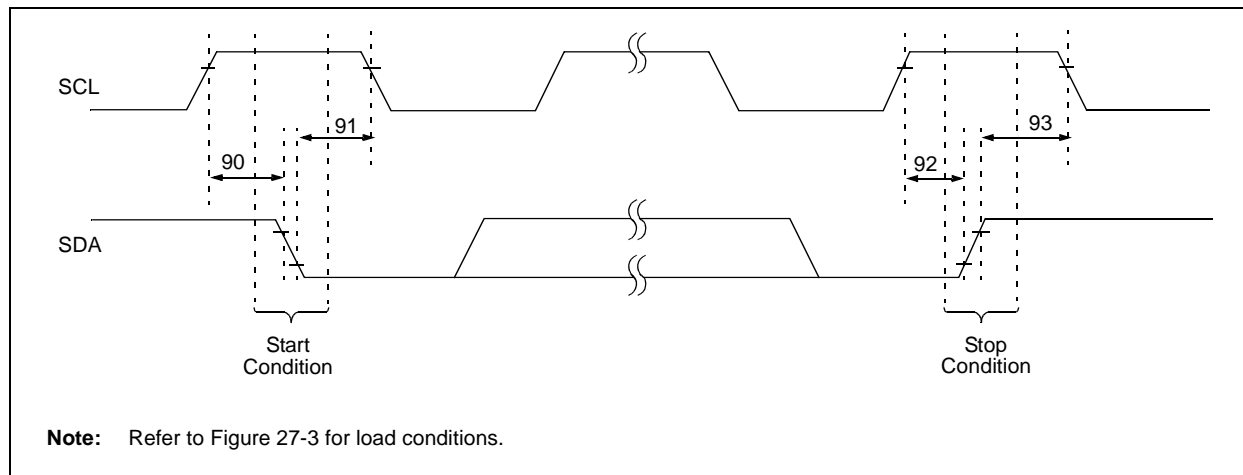 SCL
91
93
90
92
SDA
Start
Condition
Stop
Condition
Note: Refer to Figure 27-3 for load conditions.